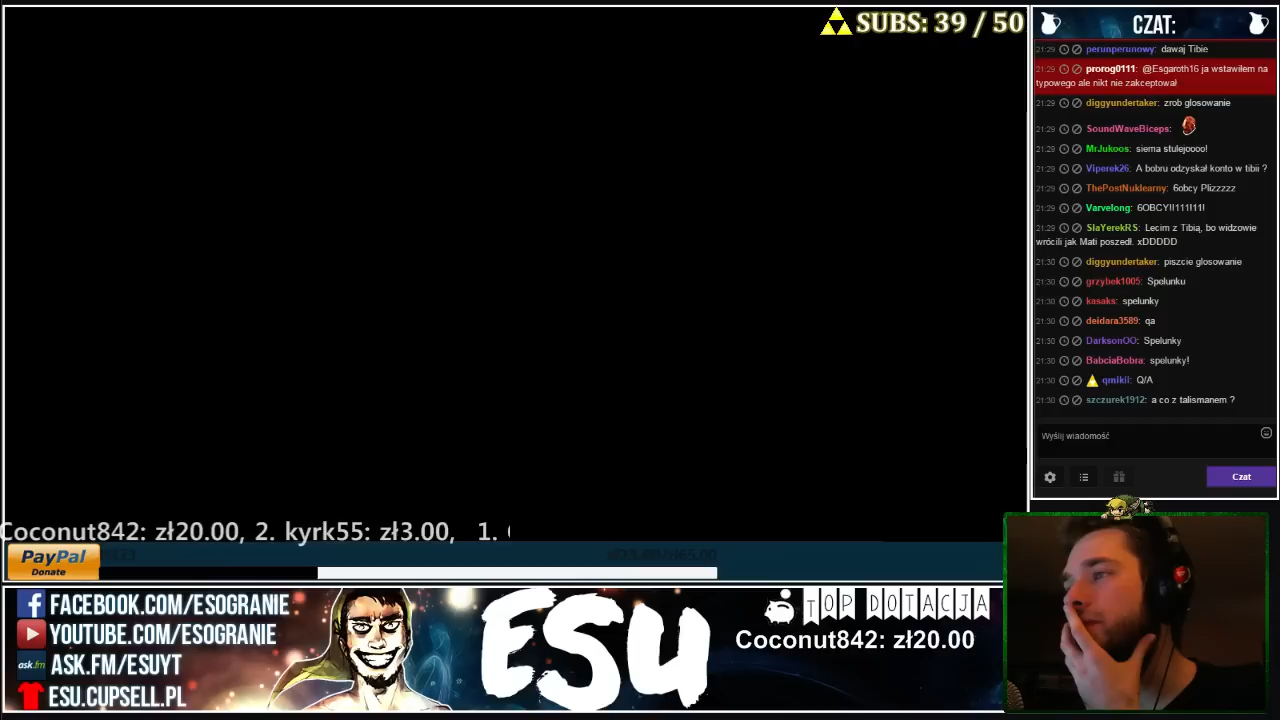 SUBS: 39 / 50
CZAT:
21:29 perunperunowy: dawaj Tibie
21:29 prorog0111: @Esgaroth16 ja wstawiłem na
typowego ale nikt nie zakceptował
21:29 diggyundertaker: zrob glosowanie
21:29 SoundWaveBiceps:
21:29 MrJukoos: siema stulejoooo!
21:29 Viperek26: A bobru odzyskał konto w tibii ?
21:29 ThePostNuklearny: 6obcy Plizzzzz
21:29 Varvelong: 6OBCY!!111!11!
21:29 SlaYerekRS: Lecim z Tibią, bo widzowie
wrócili jak Mati poszedł. xDDDDD
21:30 diggyundertaker: piszcie glosowanie
21:30 grzybek1005: Spelunku
21:30 kasaks: spelunky
21:30 deidara3589: qa
21:30 DarksonOO: Spelunky
21:30 BabciaBobra: spelunky!
21:30 qmikii: Q/A
21:30 szczurek1912: a co z talismanem ?
Wyślij wiadomość
Czat
Coconut842: zł20.00, 2. kyrk55: zł3.00, 1.
PayPal
Donate
FACEBOOK.COM/ESOGRANIE
YOUTUBE.COM/ESOGRANIE
ask.fm ASK.FM/ESUYT
ESU.CUPSELL.PL
ESU
TOP DOTACJA
Coconut842: zł20.00